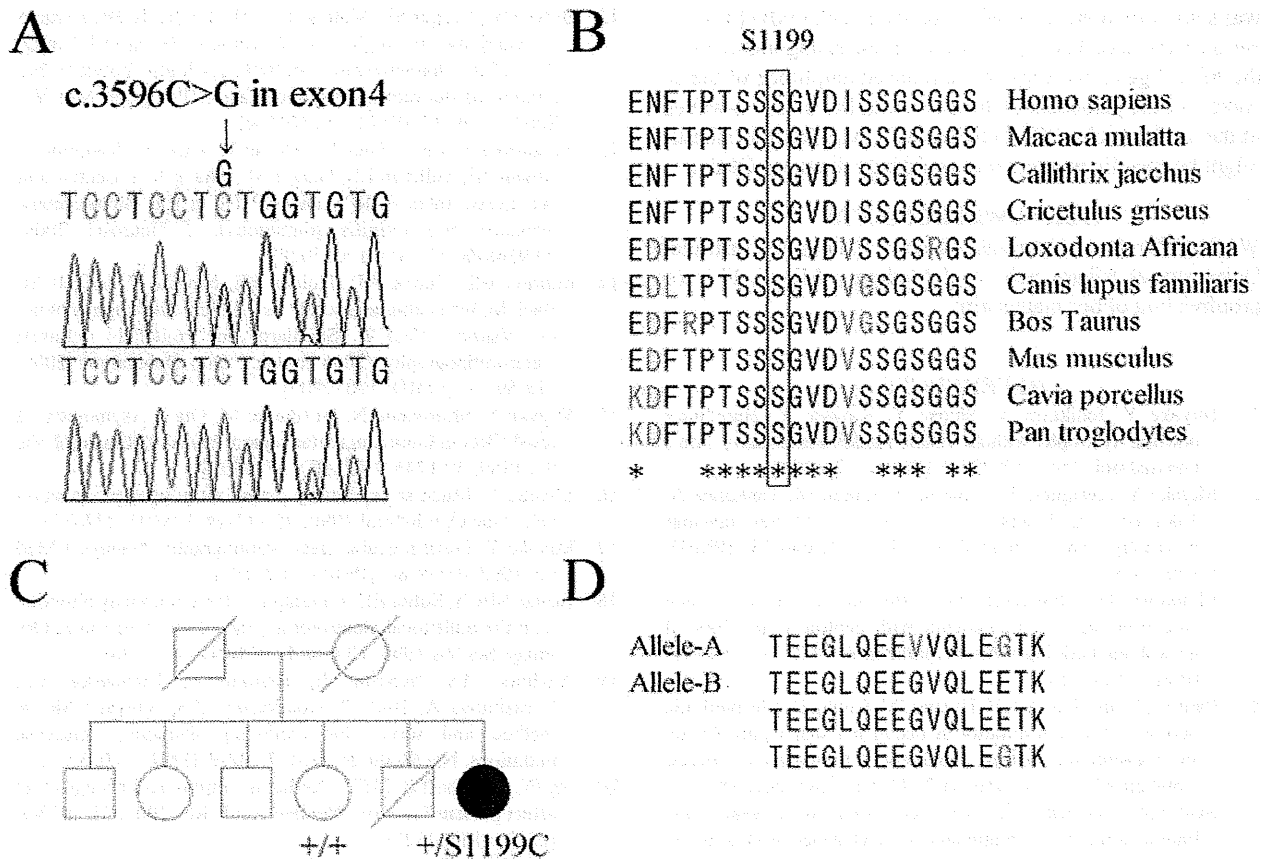 A
c.3596C>G in exon4
G
TCCTCCTCTGGTGTG
TCCTCCTCTGGTGTG
B
S1199
ENFTPTSSSGVDISSGSGGS Homo sapiens
ENFTPTSSSGVDISSGSGGS Macaca mulatta
ENFTPTSSSGVDISSGSGGS Callithrix jacchus
ENFTPTSSSGVDISSGSGGS Cricetulus griseus
EDFTPTSSSGVDVSSGSRGS Loxodonta Africana
EDLTPTSSSGVDVGSGSGGS Canis lupus familiaris
EDFRPTSSSGVDVGSGSGGS Bos Taurus
EDFTPTSSSGVDVSSGSGGS Mus musculus
KDFTPTSSSGVDVSSGSGGS Cavia porcellus
KDFTPTSSSGVDVSSGSGGS Pan troglodytes
* ********* *** **
C
+/+ +/S1199C
D
Allele-A TEEGLQEEVVQLEGTK
Allele-B TEEGLQEEGVQLEETK
TEEGLQEEGVQLEETK
TEEGLQEEGVQLEGTK